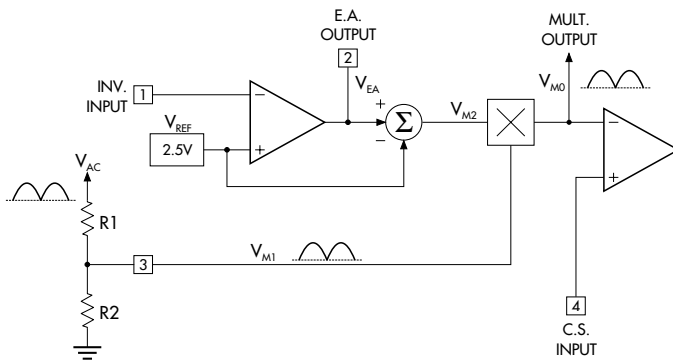 E.A.
OUTPUT
2
MULT.
OUTPUT
INV.
INPUT
1
V_EA
V_M0
−
+
V_REF
2.5V
+
−
Σ
V_M2
−
+
V_AC
R1
3
V_M1
R2
4
C.S.
INPUT